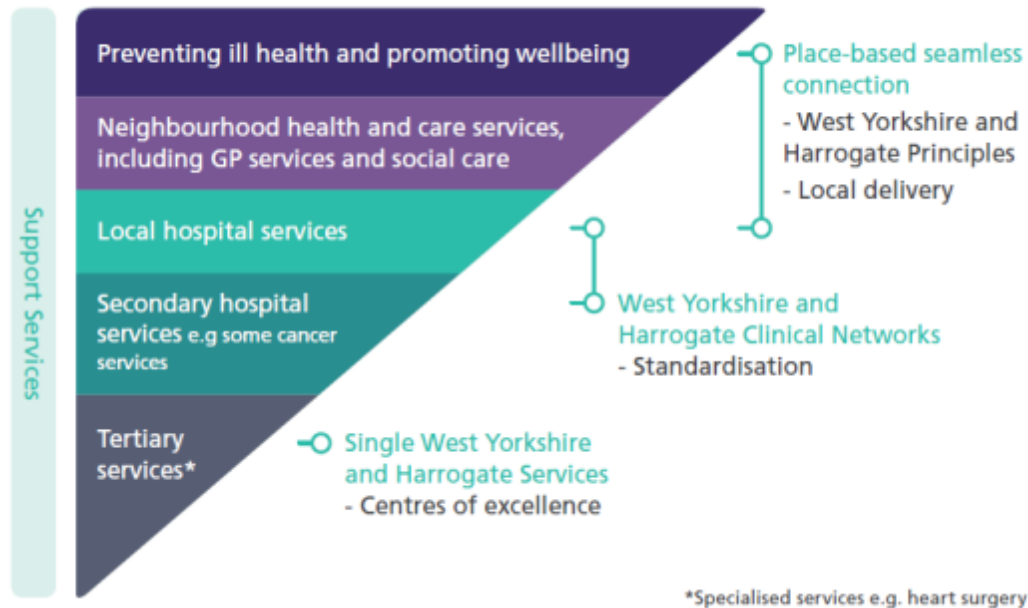 Support Services
Preventing ill health and promoting wellbeing
Neighbourhood health and care services,
including GP services and social care
Local hospital services
Secondary hospital
services e.g some cancer
services
Tertiary
services*
Place-based seamless
connection
- West Yorkshire and
Harrogate Principles
- Local delivery
West Yorkshire and
Harrogate Clinical Networks
- Standardisation
Single West Yorkshire
and Harrogate Services
- Centres of excellence
*Specialised services e.g. heart surgery